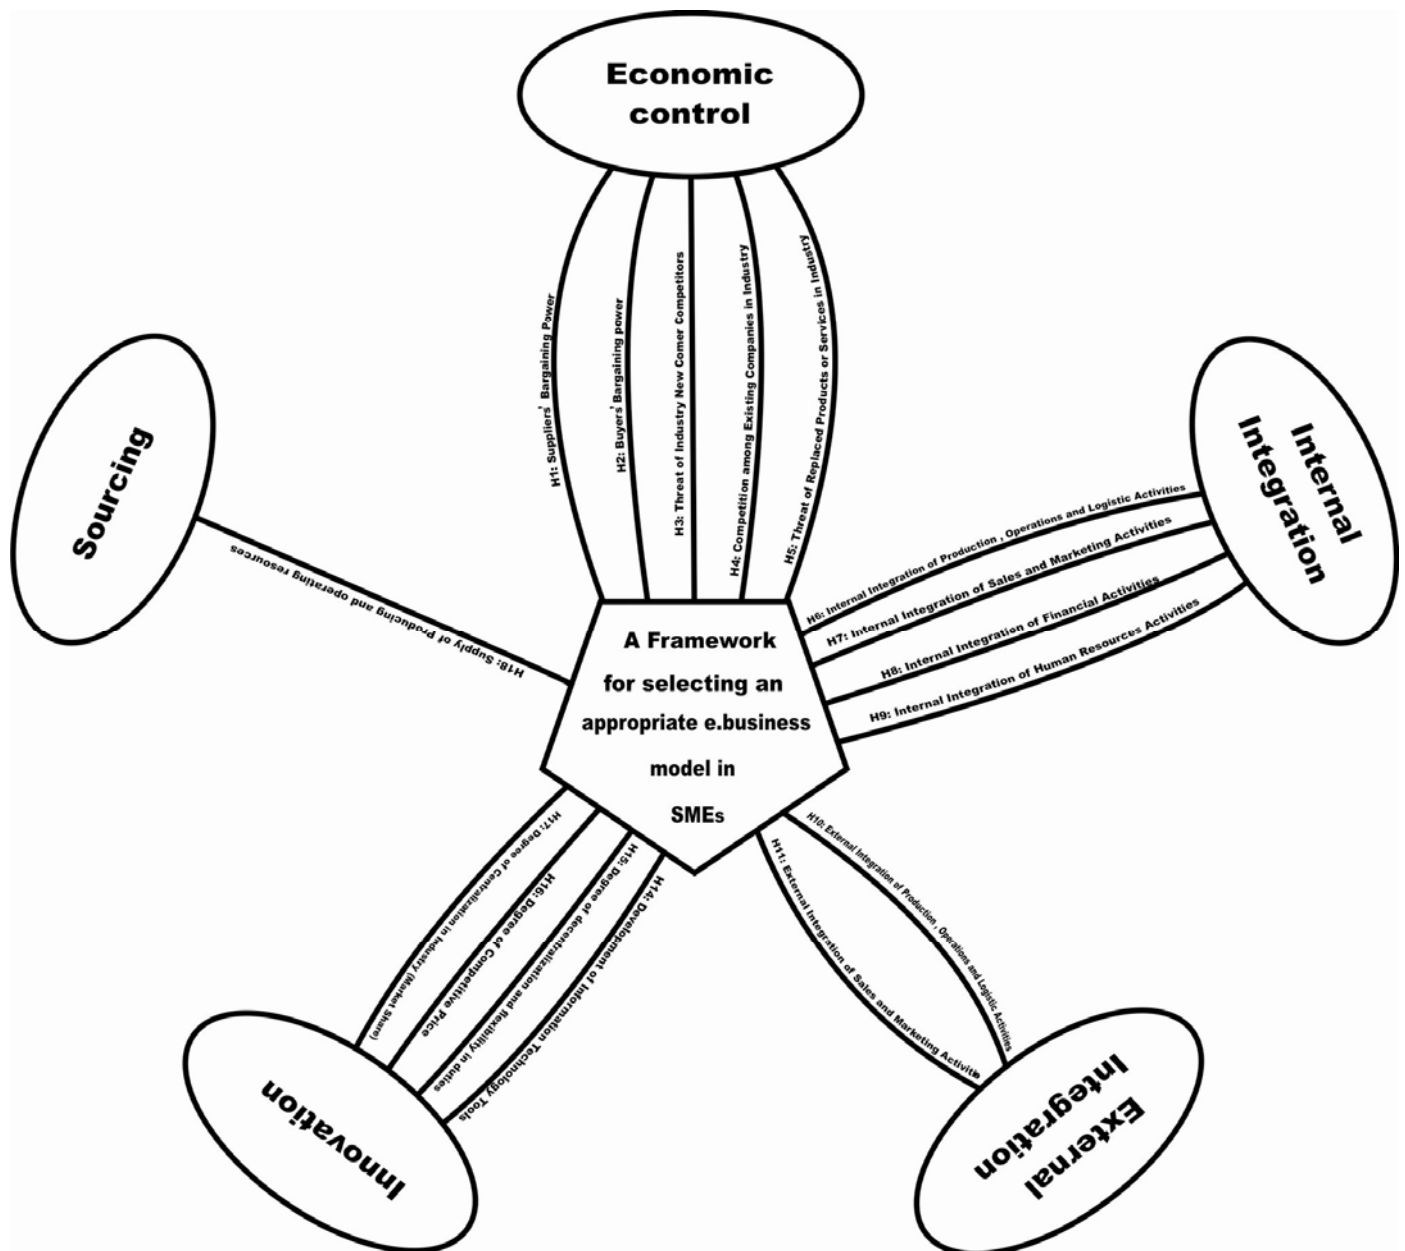 Economic
control
H1: Suppliers' Bargaining Power
H2: Buyers' Bargaining power
H3: Threat of Industry New Comer Competitors
H4: Competition among Existing Companies in Industry
H5: Threat of Replaced Products or Services in Industry
Internal
Integration
H6: Internal Integration of Production , Operations and Logistic Activities
H7: Internal Integration of Sales and Marketing Activities
H8: Internal Integration of Financial Activities
H9: Internal Integration of Human Resources Activities
Sourcing
H18: Supply of Producing and operating resources
A Framework
for selecting an
appropriate e.business
model in
SMEs
H10: External Integration of Production , Operations and Logistic Activities
H11: External Integration of Sales and Marketing Activitie
External
Integration
H14: Development of Information Technology Tools
H15: Degree of decentralization and flexibility in duties
H16: Degree of Competitive Price
H17: Degree of Centralization in Industry (Market Share)
Innovation